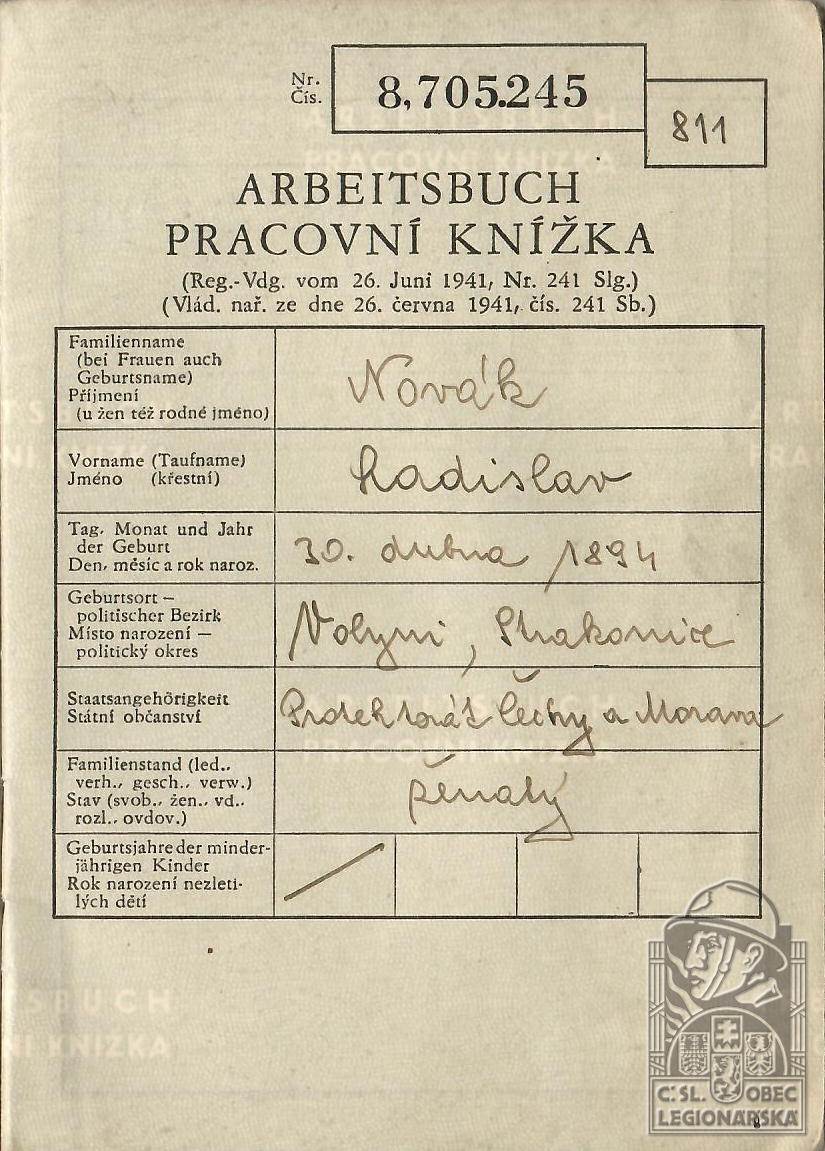 Nr.
Čís.
8,705.245
811
ARBEITSBUCH
PRACOVNÍ KNÍŽKA
(Reg.-Vdg. vom 26. Juni 1941, Nr. 241 Slg.)
(Vlád. nař. ze dne 26. června 1941, čís. 241 Sb.)
Familienname
(bei Frauen auch
Geburtsname)
Příjmení
(u žen též rodné jméno)
Novák
Vorname (Taufname)
Jméno (křestní)
Ladislav
Tag, Monat und Jahr
der Geburt
Den, měsíc a rok naroz.
30. dubna 1894
Geburtsort –
politischer Bezirk
Místo narození —
politický okres
Volyni, Strakonice
Staatsangehörigkeit
Státní občanství
Protektorát Čechy a Morava
Familienstand (led.,
verh., gesch., verw.)
Stav (svob., žen., vd.,
rozl., ovdov.)
ženatý
Geburtsjahre der minder-
jährigen Kinder
Rok narození nezleti-
lých dětí
SBUCH
NÍ KNÍŽKA
Č. SL. OBEC
LEGIONÁŘSKÁ